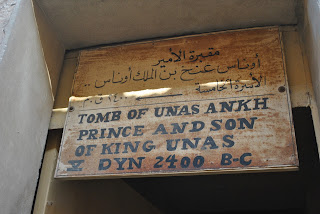 مقبرة الأمير
أوناس عنخ بن الملك أوناس ..
الأسرة الخامسة ق.م
TOMB OF UNAS ANKH
PRINCE AND SON
OF KING UNAS
V DYN 2400 B-C